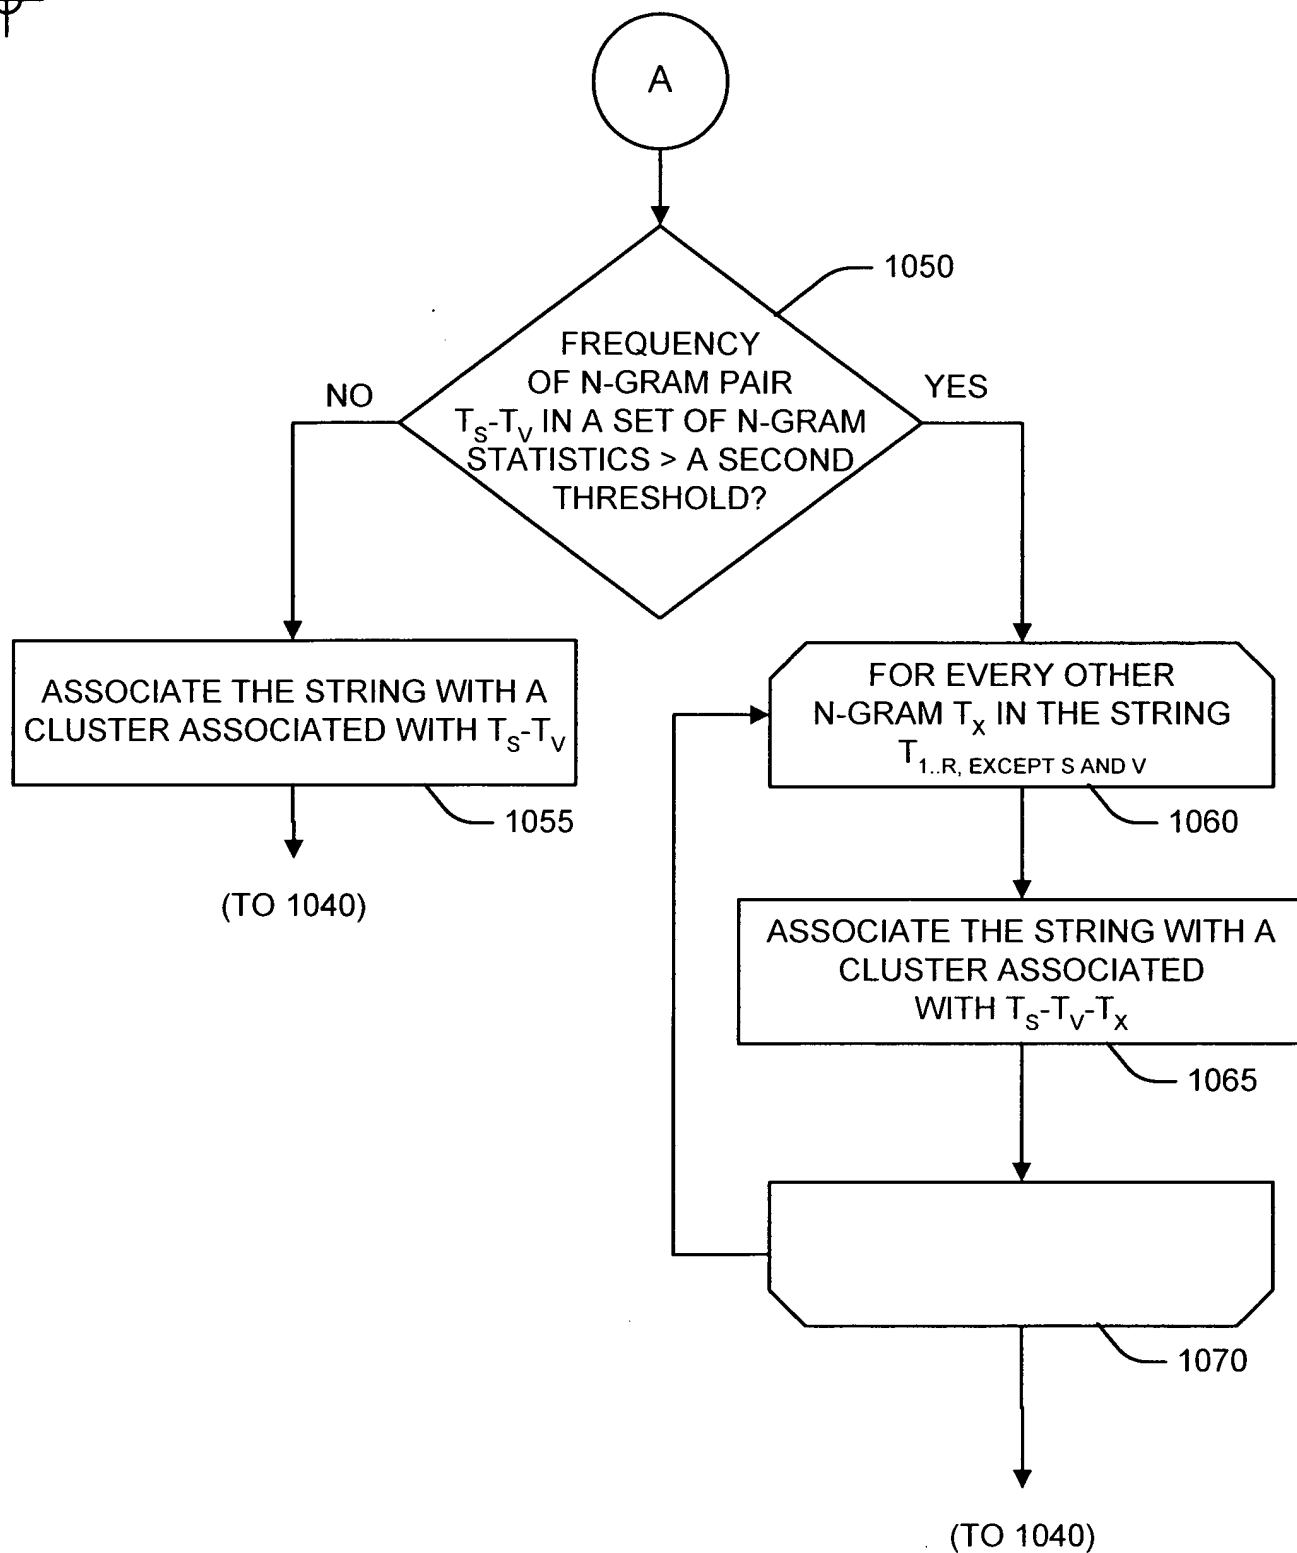 A
1050
FREQUENCY
OF N-GRAM PAIR
T_S-T_V IN A SET OF N-GRAM
STATISTICS > A SECOND
THRESHOLD?
NO
YES
ASSOCIATE THE STRING WITH A
CLUSTER ASSOCIATED WITH T_S-T_V
1055
(TO 1040)
FOR EVERY OTHER
N-GRAM T_X IN THE STRING
T_1..R, EXCEPT S AND V
1060
ASSOCIATE THE STRING WITH A
CLUSTER ASSOCIATED
WITH T_S-T_V-T_X
1065
1070
(TO 1040)